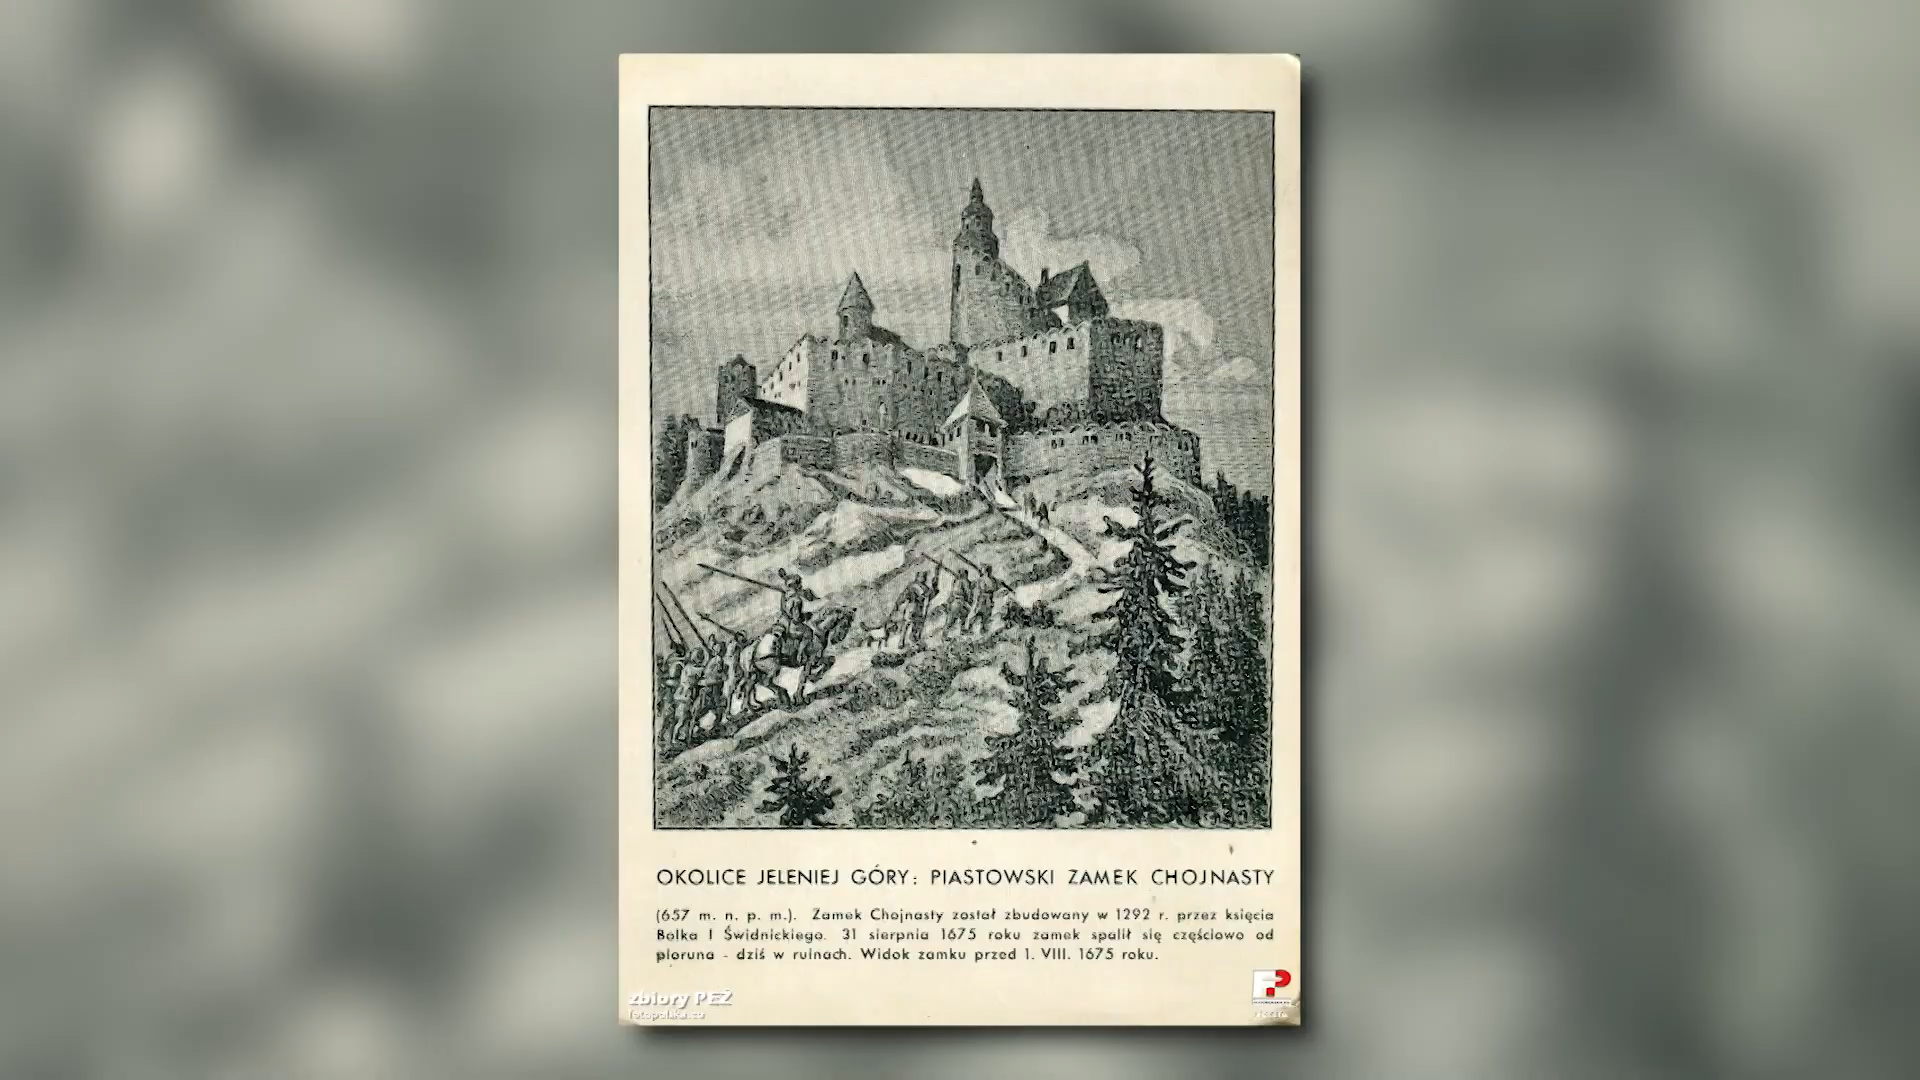 OKOLICE JELENIEJ GÓRY: PIASTOWSKI ZAMEK CHOJNASTY
(657 m. n. p. m.). Zamek Chojnasty został zbudowany w 1292 r. przez księcia
Bolka I Świdnickiego. 31 sierpnia 1675 roku zamek spalił się częściowo od
pioruna - dziś w ruinach. Widok zamku przed 1. VIII. 1675 roku.
zbiory PEŻ
fotopolska.eu